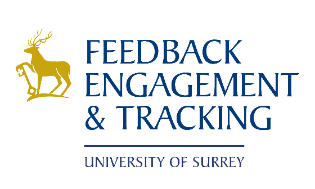 FEEDBACK
ENGAGEMENT
& TRACKING
UNIVERSITY OF SURREY